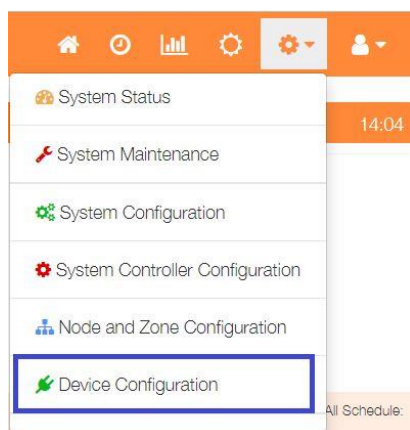 System Status
14:04
System Maintenance
System Configuration
System Controller Configuration
Node and Zone Configuration
Device Configuration
All Schedule: